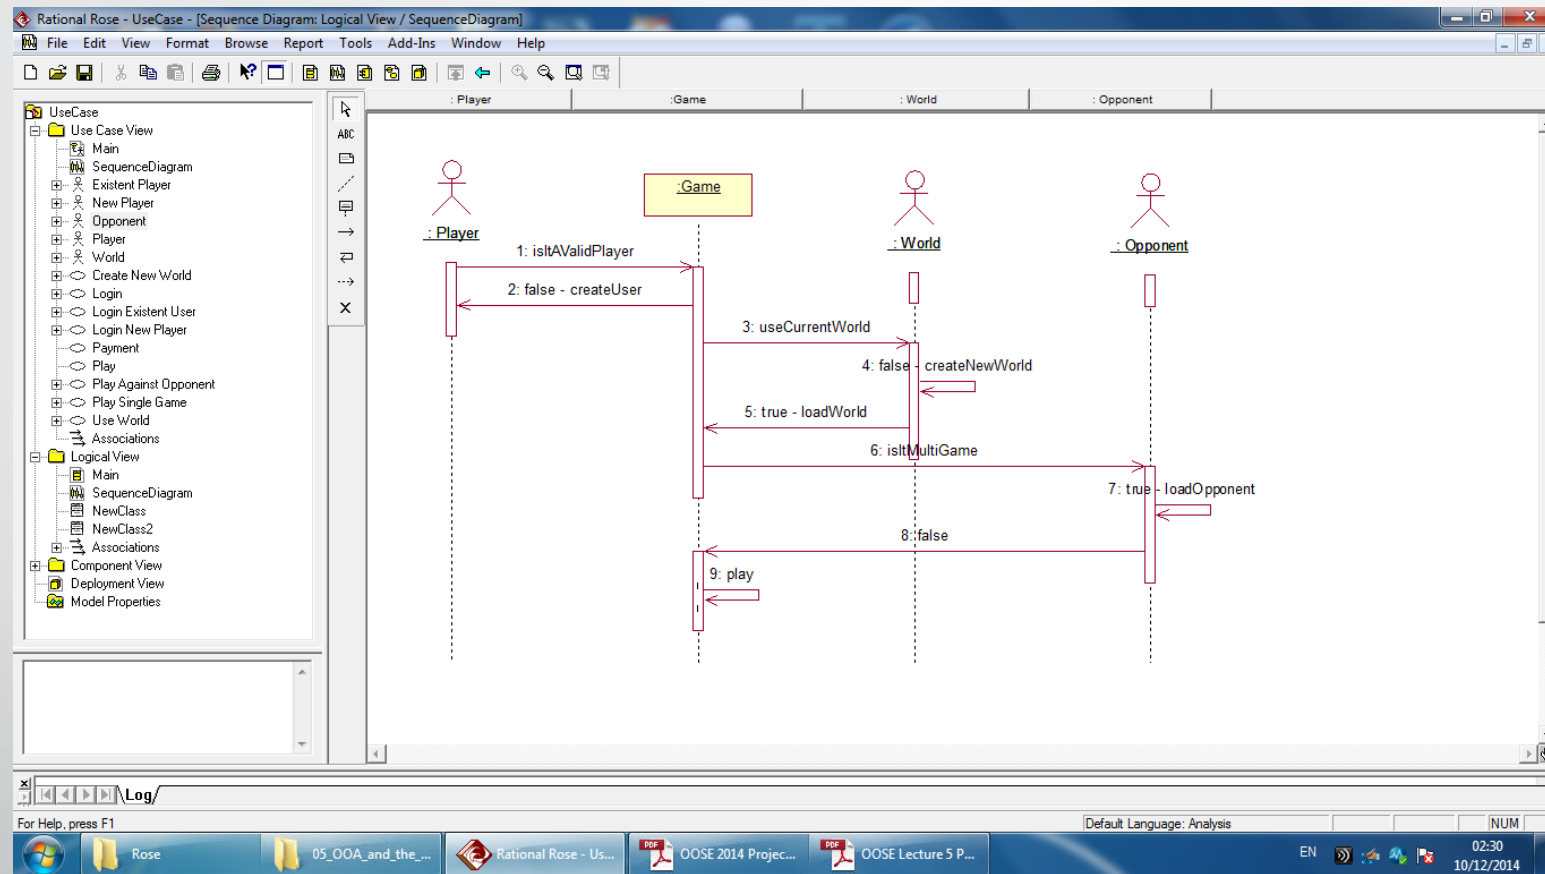 Rational Rose - UseCase - [Sequence Diagram: Logical View / SequenceDiagram]
File Edit View Format Browse Report Tools Add-Ins Window Help
: Player :Game : World : Opponent
UseCase
Use Case View
Main
SequenceDiagram
Existent Player
New Player
Opponent
Player
World
Create New World
Login
Login Existent User
Login New Player
Payment
Play
Play Against Opponent
Play Single Game
Use World
Associations
Logical View
Main
SequenceDiagram
NewClass
NewClass2
Associations
Component View
Deployment View
Model Properties
ABC
: Player
:Game
: World
: Opponent
1: isItAValidPlayer
2: false - createUser
3: useCurrentWorld
4: false - createNewWorld
5: true - loadWorld
6: isItMultiGame
7: true - loadOpponent
8: false
9: play
Log
For Help, press F1
Default Language: Analysis
NUM
Rose
05_OOA_and_the_...
Rational Rose - Us...
PDF
OOSE 2014 Projec...
PDF
OOSE Lecture 5 P...
EN
02:30
10/12/2014